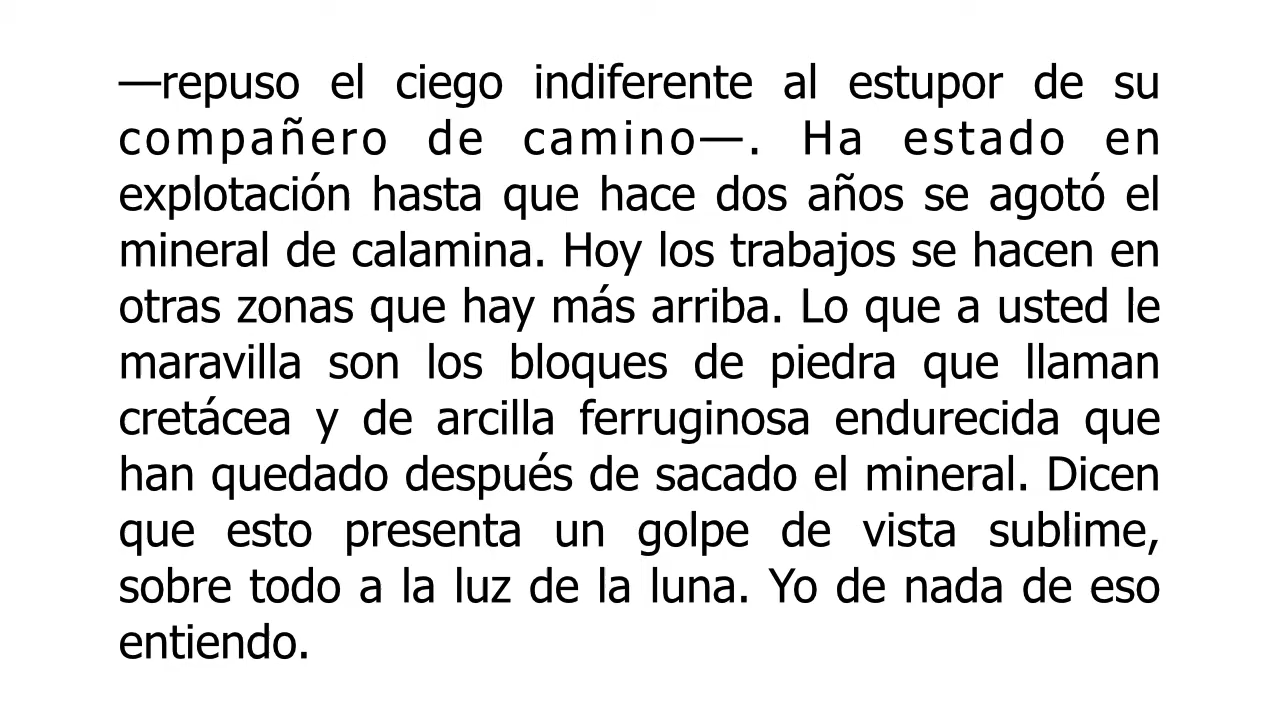 —repuso el ciego indiferente al estupor de su
compañero de camino—. Ha estado en
explotación hasta que hace dos años se agotó el
mineral de calamina. Hoy los trabajos se hacen en
otras zonas que hay más arriba. Lo que a usted le
maravilla son los bloques de piedra que llaman
cretácea y de arcilla ferruginosa endurecida que
han quedado después de sacado el mineral. Dicen
que esto presenta un golpe de vista sublime,
sobre todo a la luz de la luna. Yo de nada de eso
entiendo.